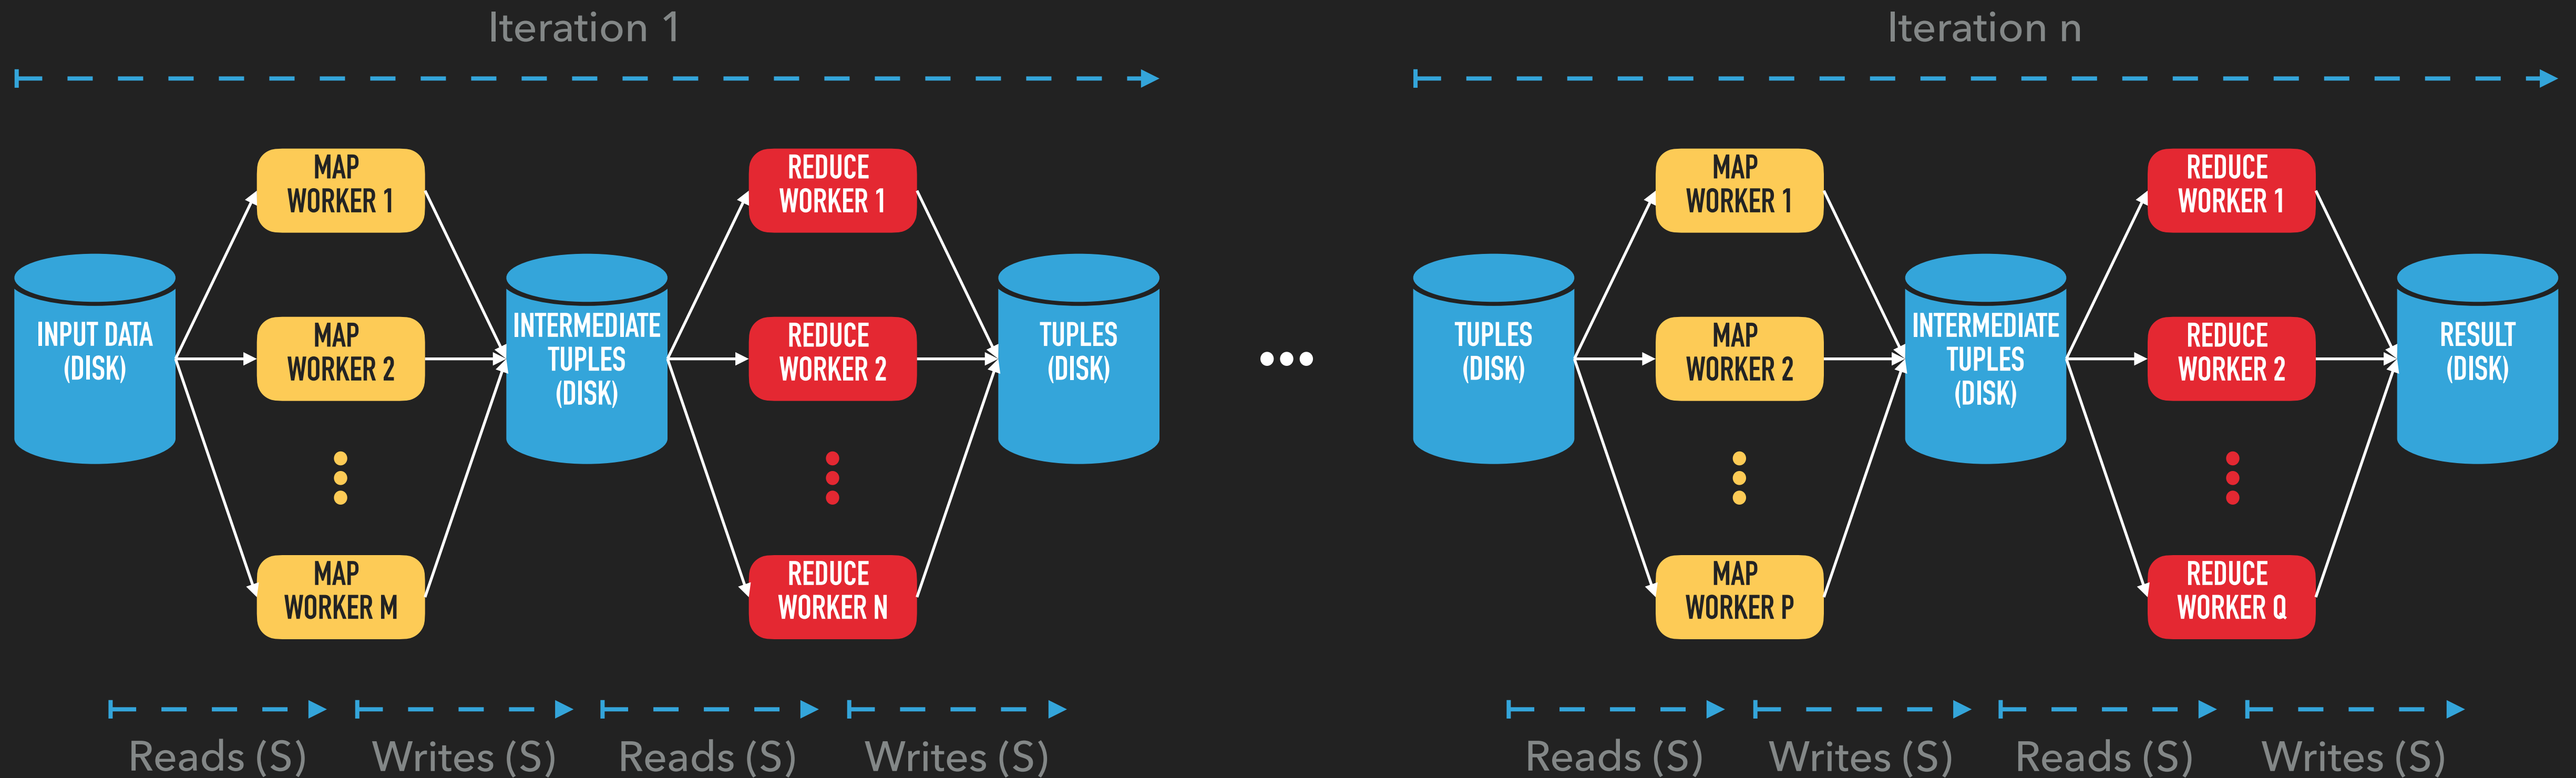 Iteration 1
Iteration n
MAP
WORKER 1
REDUCE
WORKER 1
MAP
WORKER 1
REDUCE
WORKER 1
INPUT DATA
(DISK)
MAP
WORKER 2
INTERMEDIATE
TUPLES
(DISK)
REDUCE
WORKER 2
TUPLES
(DISK)
TUPLES
(DISK)
MAP
WORKER 2
INTERMEDIATE
TUPLES
(DISK)
REDUCE
WORKER 2
RESULT
(DISK)
MAP
WORKER M
REDUCE
WORKER N
MAP
WORKER P
REDUCE
WORKER Q
Reads (S)
Writes (S)
Reads (S)
Writes (S)
Reads (S)
Writes (S)
Reads (S)
Writes (S)